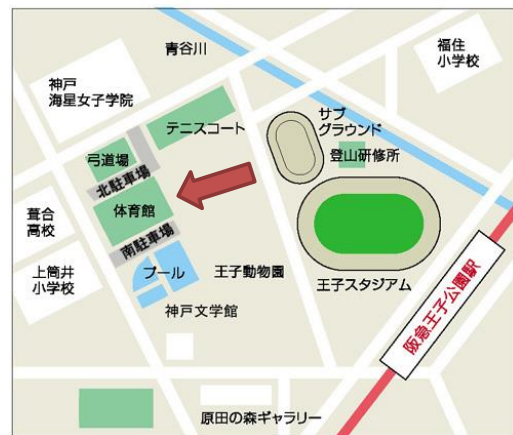 青谷川
福住
小学校
神戸
海星女子学院
テニスコート
サブ
グラウンド
登山研修所
弓道場
北駐車場
体育館
葺合
高校
南駐車場
上筒井
小学校
プール
王子動物園
王子スタジアム
神戸文学館
阪急王子公園駅
原田の森ギャラリー